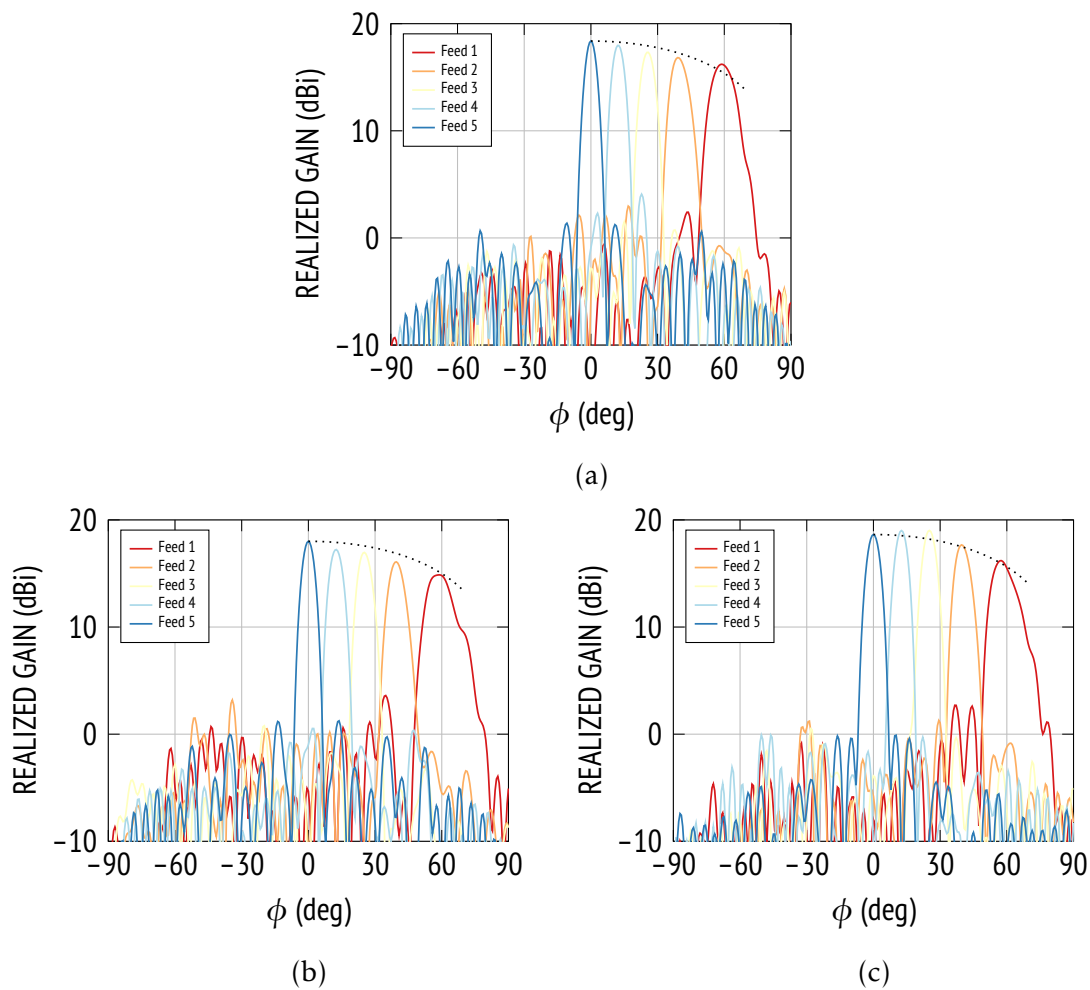 20
10
0
−10
REALIZED GAIN (dBi)
Feed 1
Feed 2
Feed 3
Feed 4
Feed 5
−90 −60 −30 0 30 60 90
ϕ (deg)
(a)
20
10
0
−10
REALIZED GAIN (dBi)
Feed 1
Feed 2
Feed 3
Feed 4
Feed 5
−90 −60 −30 0 30 60 90
ϕ (deg)
(b)
20
10
0
−10
REALIZED GAIN (dBi)
Feed 1
Feed 2
Feed 3
Feed 4
Feed 5
−90 −60 −30 0 30 60 90
ϕ (deg)
(c)